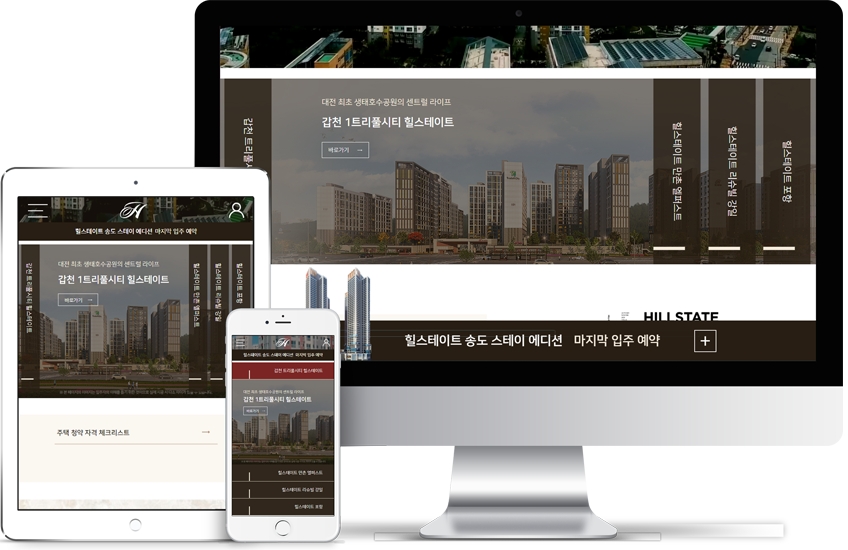 대전 최초 생태호수공원의 센트럴 라이프
갑천 1트리풀시티 힐스테이트
바로가기 →
갑천 트리풀시
힐스테이트 만촌 엘퍼스트
힐스테이트 리슈빌 강일
힐스테이트 포항
HILLSTATE
힐스테이트 송도 스테이 에디션 마지막 입주 예약
+
H
힐스테이트 송도 스테이 에디션 마지막 입주 예약
대전 최초 생태호수공원의 센트럴 라이프
갑천 1트리풀시티 힐스테이트
바로가기 →
갑천 트리풀시티 힐스테이트
힐스테이트 만촌 엘퍼스트
힐스테이트 리슈빌 강일
힐스테이트 포항
주택 청약 자격 체크리스트 →
H
힐스테이트 송도 스테이 에디션 마지막 입주 예약
갑천 트리풀시티 힐스테이트
대전 최초 생태호수공원의 센트럴 라이프
갑천 1트리풀시티 힐스테이트
바로가기 →
힐스테이트 만촌 엘퍼스트
힐스테이트 리슈빌 강일
힐스테이트 포항